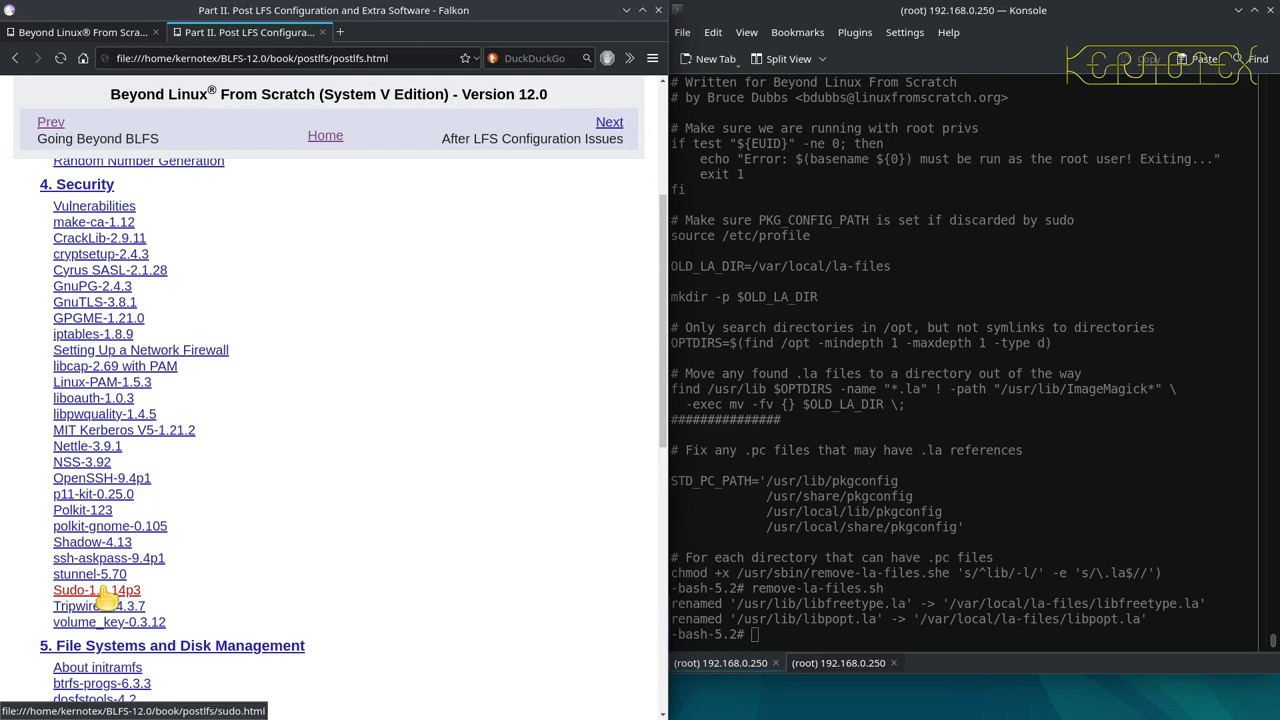 Part II. Post LFS Configuration and Extra Software - Falkon
Beyond Linux® From Scra...
Part II. Post LFS Configura...
file:///home/kernotex/BLFS-12.0/book/postlfs/postlfs.html
DuckDuckGo
Beyond Linux® From Scratch (System V Edition) - Version 12.0
Prev
Next
Home
Going Beyond BLFS
After LFS Configuration Issues
Random Number Generation
4. Security
Vulnerabilities
make-ca-1.12
CrackLib-2.9.11
cryptsetup-2.4.3
Cyrus SASL-2.1.28
GnuPG-2.4.3
GnuTLS-3.8.1
GPGME-1.21.0
iptables-1.8.9
Setting Up a Network Firewall
libcap-2.69 with PAM
Linux-PAM-1.5.3
liboauth-1.0.3
libpwquality-1.4.5
MIT Kerberos V5-1.21.2
Nettle-3.9.1
NSS-3.92
OpenSSH-9.4p1
p11-kit-0.25.0
Polkit-123
polkit-gnome-0.105
Shadow-4.13
ssh-askpass-9.4p1
stunnel-5.70
volume_key-0.3.12
5. File Systems and Disk Management
About initramfs
btrfs-progs-6.3.3
dosfstools-4.2
file:///home/kernotex/BLFS-12.0/book/postlfs/sudo.html
(root) 192.168.0.250 — Konsole
File Edit View Bookmarks Plugins Settings Help
New Tab Split View Copy Paste Find
Kernotex
# Written for Beyond Linux From Scratch
# by Bruce Dubbs <bdubbs@linuxfromscratch.org>
# Make sure we are running with root privs
if test "${EUID}" -ne 0; then
echo "Error: $(basename ${0}) must be run as the root user! Exiting..."
exit 1
fi
# Make sure PKG_CONFIG_PATH is set if discarded by sudo
source /etc/profile
OLD_LA_DIR=/var/local/la-files
mkdir -p $OLD_LA_DIR
# Only search directories in /opt, but not symlinks to directories
OPTDIRS=$(find /opt -mindepth 1 -maxdepth 1 -type d)
# Move any found .la files to a directory out of the way
find /usr/lib $OPTDIRS -name "*.la" ! -path "/usr/lib/ImageMagick*" \
-exec mv -fv {} $OLD_LA_DIR \;
###############
# Fix any .pc files that may have .la references
STD_PC_PATH='/usr/lib/pkgconfig
/usr/share/pkgconfig
/usr/local/lib/pkgconfig
/usr/local/share/pkgconfig'
# For each directory that can have .pc files
chmod +x /usr/sbin/remove-la-files.she 's/^lib/-l/' -e 's/\.la$//')
-bash-5.2# remove-la-files.sh
renamed '/usr/lib/libfreetype.la' -> '/var/local/la-files/libfreetype.la'
renamed '/usr/lib/libpopt.la' -> '/var/local/la-files/libpopt.la'
-bash-5.2#
(root) 192.168.0.250
(root) 192.168.0.250